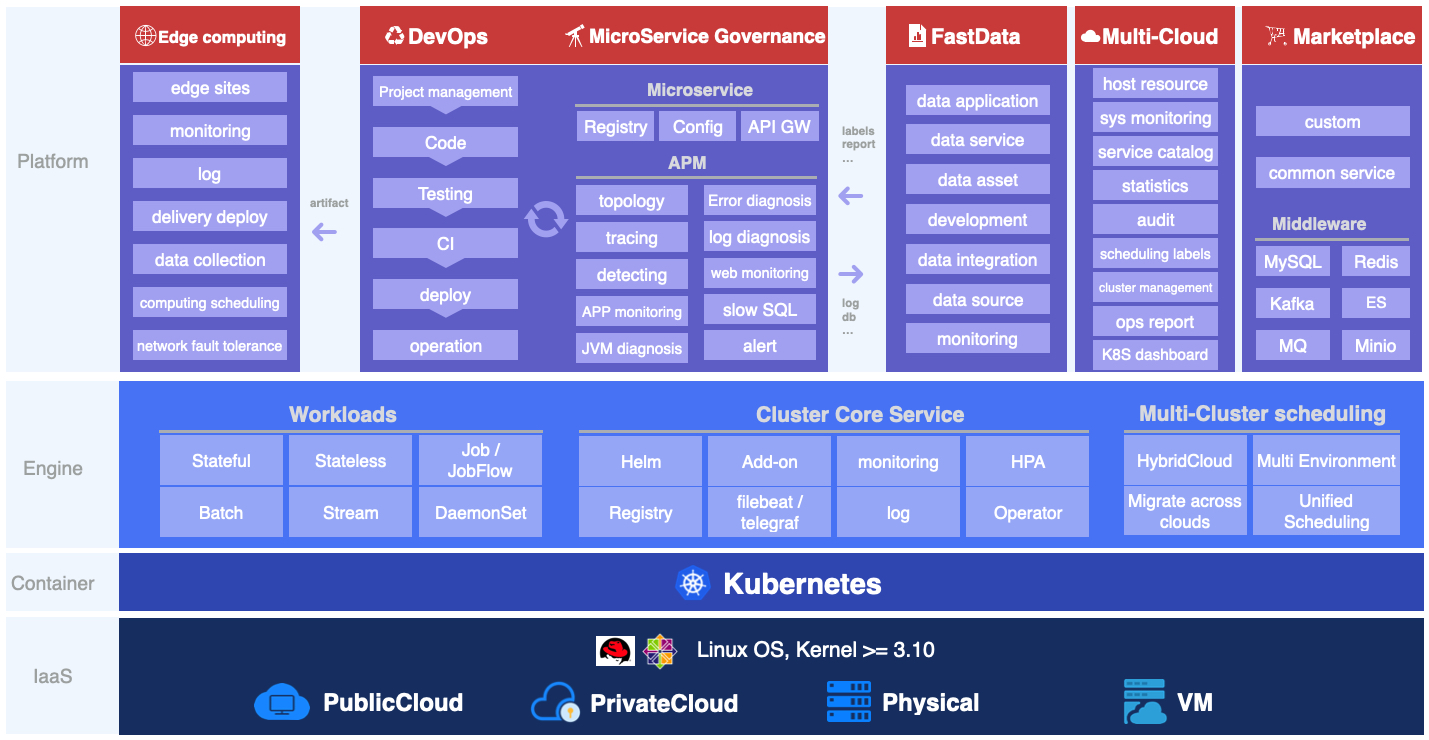 Platform
Edge computing
edge sites
monitoring
log
delivery deploy
data collection
computing scheduling
network fault tolerance
artifact
DevOps
Project management
Code
Testing
CI
deploy
operation
MicroService Governance
Microservice
Registry Config API GW
APM
topology Error diagnosis
tracing log diagnosis
detecting web monitoring
APP monitoring slow SQL
JVM diagnosis alert
labels
report
...
log
db
...
FastData
data application
data service
data asset
development
data integration
data source
monitoring
Multi-Cloud
host resource
sys monitoring
service catalog
statistics
audit
scheduling labels
cluster management
ops report
K8S dashboard
Marketplace
custom
common service
Middleware
MySQL Redis
Kafka ES
MQ Minio
Engine
Workloads
Stateful
Stateless
Job /
JobFlow
Batch
Stream
DaemonSet
Cluster Core Service
Helm
Add-on
monitoring
HPA
Registry
filebeat /
telegraf
log
Operator
Multi-Cluster scheduling
HybridCloud
Multi Environment
Migrate across
clouds
Unified
Scheduling
Container
Kubernetes
IaaS
Linux OS, Kernel >= 3.10
PublicCloud
PrivateCloud
Physical
VM